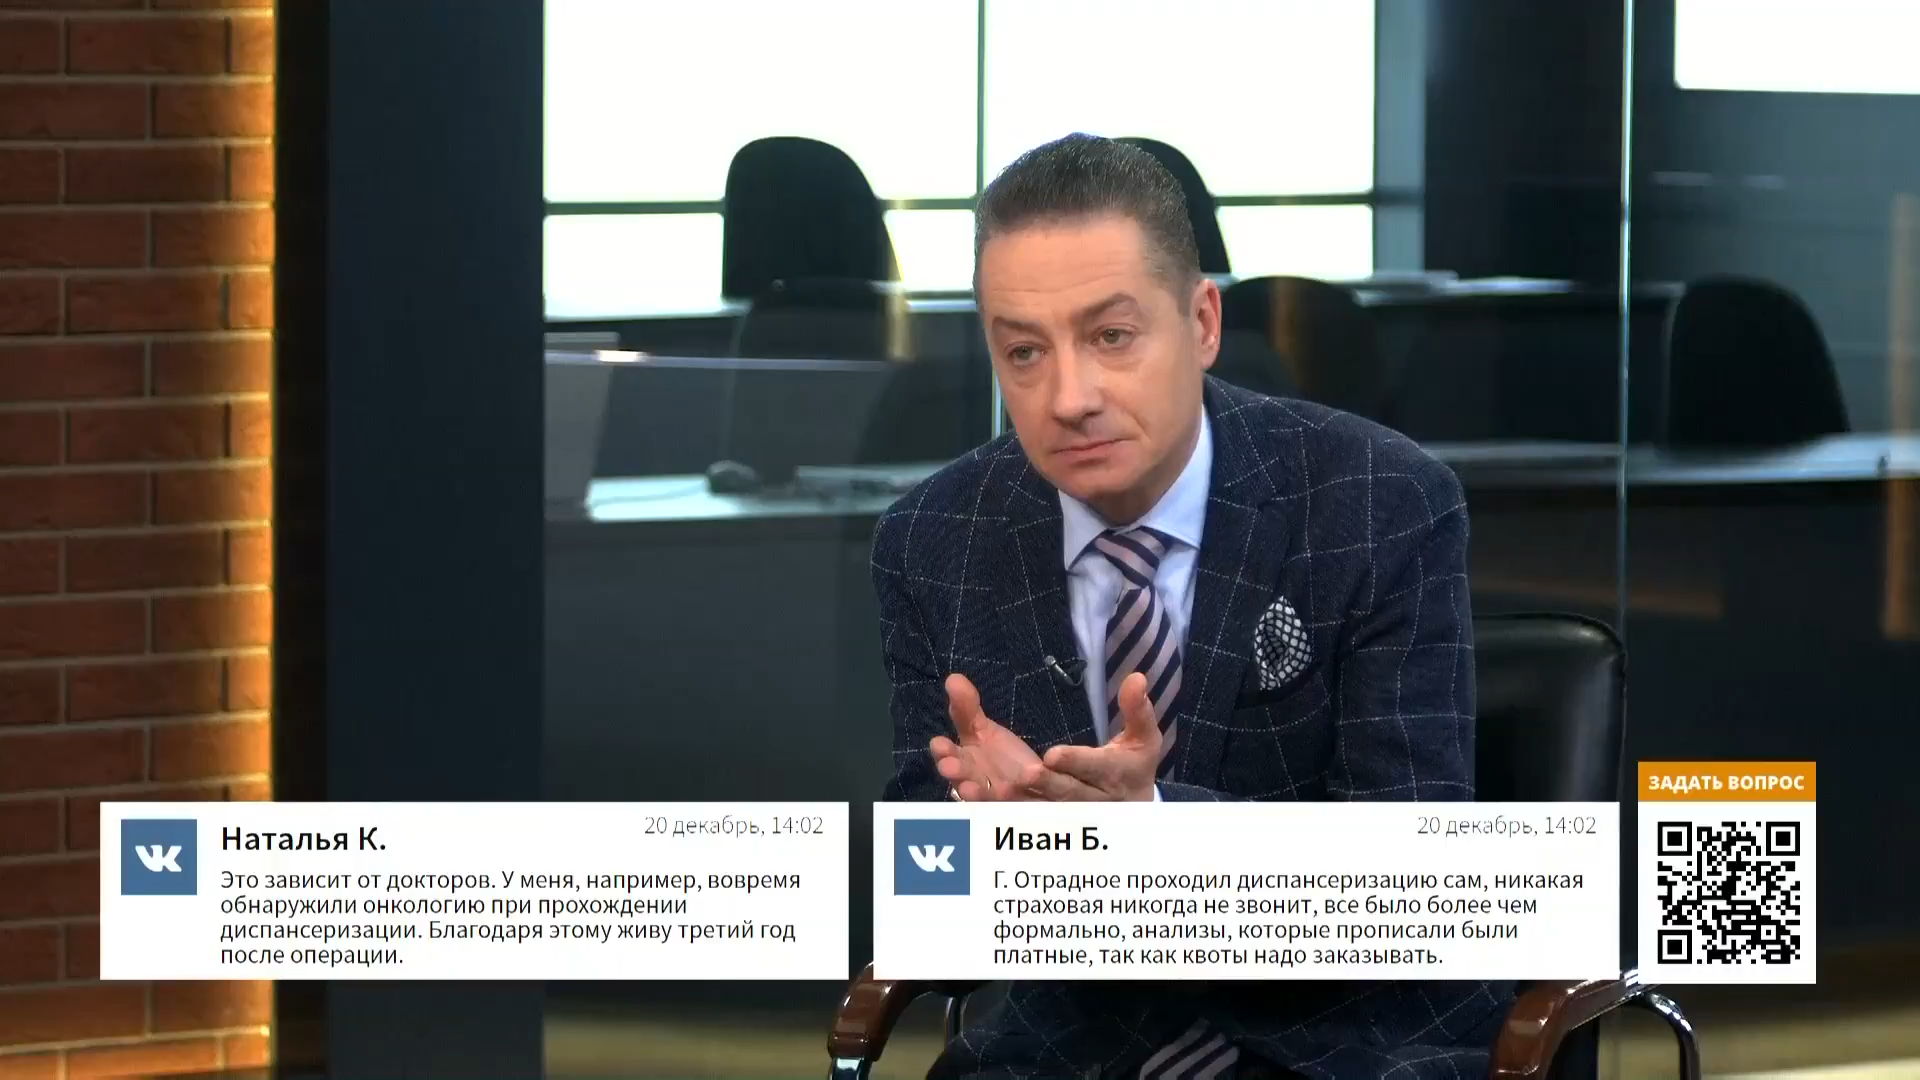 ЗАДАТЬ ВОПРОС
Наталья К.
20 декабрь, 14:02
Это зависит от докторов. У меня, например, вовремя
обнаружили онкологию при прохождении
диспансеризации. Благодаря этому живу третий год
после операции.
Иван Б.
20 декабрь, 14:02
Г. Отрадное проходил диспансеризацию сам, никакая
страховая никогда не звонит, все было более чем
формально, анализы, которые прописали были
платные, так как квоты надо заказывать.